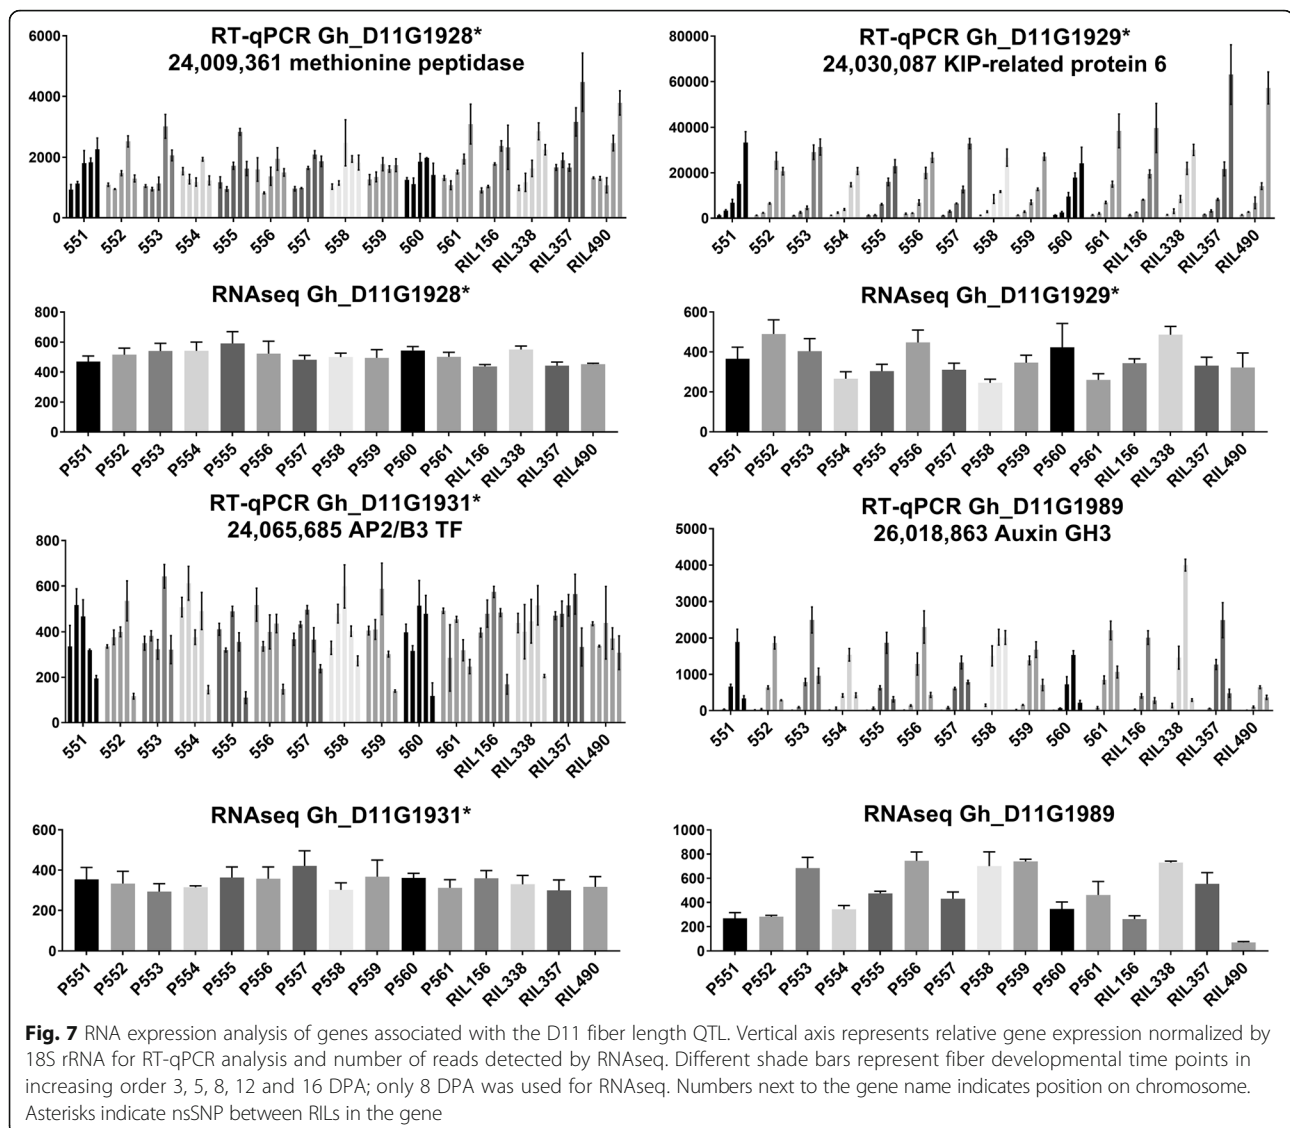 RT-qPCR Gh_D11G1928*
24,009,361 methionine peptidase
6000
4000
2000
0
551 552 553 554 555 556 557 558 559 560 561 RIL156 RIL338 RIL357 RIL490
RT-qPCR Gh_D11G1929*
24,030,087 KIP-related protein 6
80000
60000
40000
20000
0
551 552 553 554 555 556 557 558 559 560 561 RIL156 RIL338 RIL357 RIL490
RNAseq Gh_D11G1928*
800
600
400
200
0
P551 P552 P553 P554 P555 P556 P557 P558 P559 P560 P561 RIL156 RIL338 RIL357 RIL490
RNAseq Gh_D11G1929*
600
400
200
0
P551 P552 P553 P554 P555 P556 P557 P558 P559 P560 P561 RIL156 RIL338 RIL357 RIL490
RT-qPCR Gh_D11G1931*
24,065,685 AP2/B3 TF
800
600
400
200
0
551 552 553 554 555 556 557 558 559 560 561 RIL156 RIL338 RIL357 RIL490
RT-qPCR Gh_D11G1989
26,018,863 Auxin GH3
5000
4000
3000
2000
1000
0
551 552 553 554 555 556 557 558 559 560 561 RIL156 RIL338 RIL357 RIL490
RNAseq Gh_D11G1931*
600
400
200
0
P551 P552 P553 P554 P555 P556 P557 P558 P559 P560 P561 RIL156 RIL338 RIL357 RIL490
RNAseq Gh_D11G1989
1000
800
600
400
200
0
P551 P552 P553 P554 P555 P556 P557 P558 P559 P560 P561 RIL156 RIL338 RIL357 RIL490
Fig. 7 RNA expression analysis of genes associated with the D11 fiber length QTL. Vertical axis represents relative gene expression normalized by
18S rRNA for RT-qPCR analysis and number of reads detected by RNAseq. Different shade bars represent fiber developmental time points in
increasing order 3, 5, 8, 12 and 16 DPA; only 8 DPA was used for RNAseq. Numbers next to the gene name indicates position on chromosome.
Asterisks indicate nsSNP between RILs in the gene